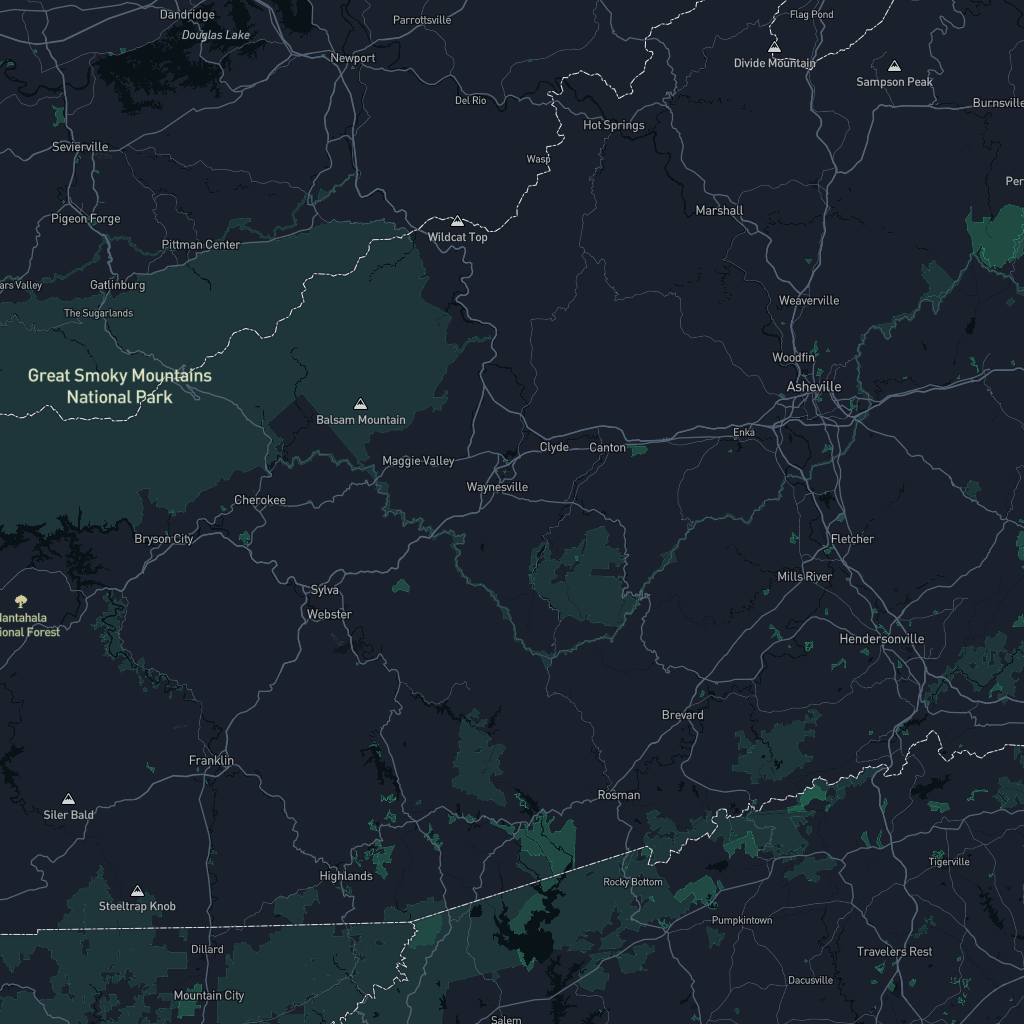 Dandridge
Parrottsville
Flag Pond
Douglas Lake
Newport
Divide Mountain
Sampson Peak
Del Rio
Burnsville
Hot Springs
Sevierville
Wasp
Per
Pigeon Forge
Marshall
Wildcat Top
Pittman Center
ars Valley
Gatlinburg
Weaverville
The Sugarlands
Woodfin
Great Smoky Mountains
National Park
Asheville
Balsam Mountain
Enka
Clyde
Canton
Maggie Valley
Waynesville
Cherokee
Bryson City
Fletcher
Mills River
Sylva
Webster
Nantahala
ional Forest
Hendersonville
Brevard
Franklin
Rosman
Siler Bald
Tigerville
Highlands
Rocky Bottom
Steeltrap Knob
Pumpkintown
Dillard
Travelers Rest
Dacusville
Mountain City
Salem